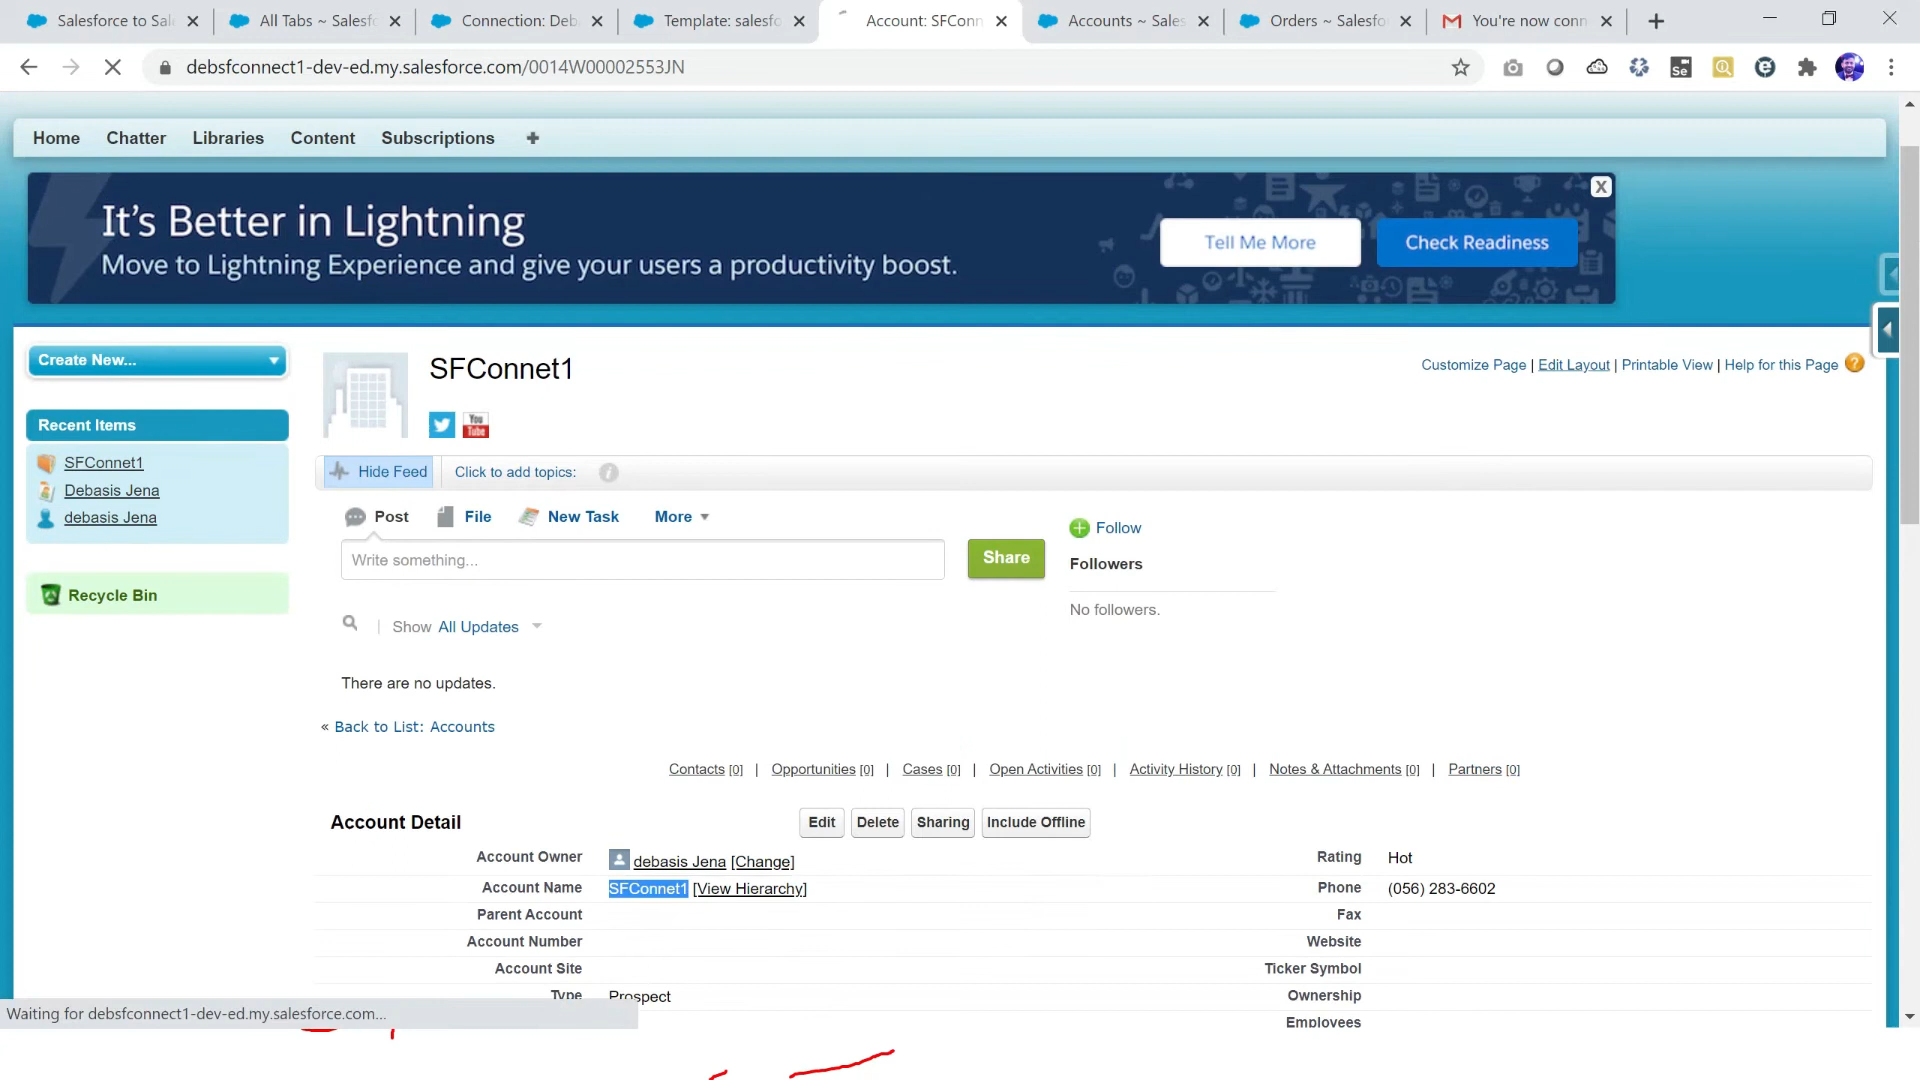 Salesforce to Sal
All Tabs ~ Salesfo
Connection: Deb
Template: salesfo
Account: SFConn
Accounts ~ Sales
Orders ~ Salesfo
You're now conn
debsfconnect1-dev-ed.my.salesforce.com/0014W00002553JN
Se
Home Chatter Libraries Content Subscriptions +
It's Better in Lightning
Move to Lightning Experience and give your users a productivity boost.
Tell Me More
Check Readiness
X
Create New...
Recent Items
SFConnet1
Debasis Jena
debasis Jena
Recycle Bin
SFConnet1
Customize Page | Edit Layout | Printable View | Help for this Page ?
You Tube
Hide Feed
Click to add topics: i
Post File New Task More
Write something...
Share
Follow
Followers
No followers.
Show All Updates
There are no updates.
« Back to List: Accounts
Contacts [0] | Opportunities [0] | Cases [0] | Open Activities [0] | Activity History [0] | Notes & Attachments [0] | Partners [0]
Account Detail
Edit Delete Sharing Include Offline
Account Owner debasis Jena [Change] Rating Hot
Account Name SFConnet1 [View Hierarchy] Phone (056) 283-6602
Parent Account Fax
Account Number Website
Account Site Ticker Symbol
Type Prospect Ownership
Employees
Waiting for debsfconnect1-dev-ed.my.salesforce.com...